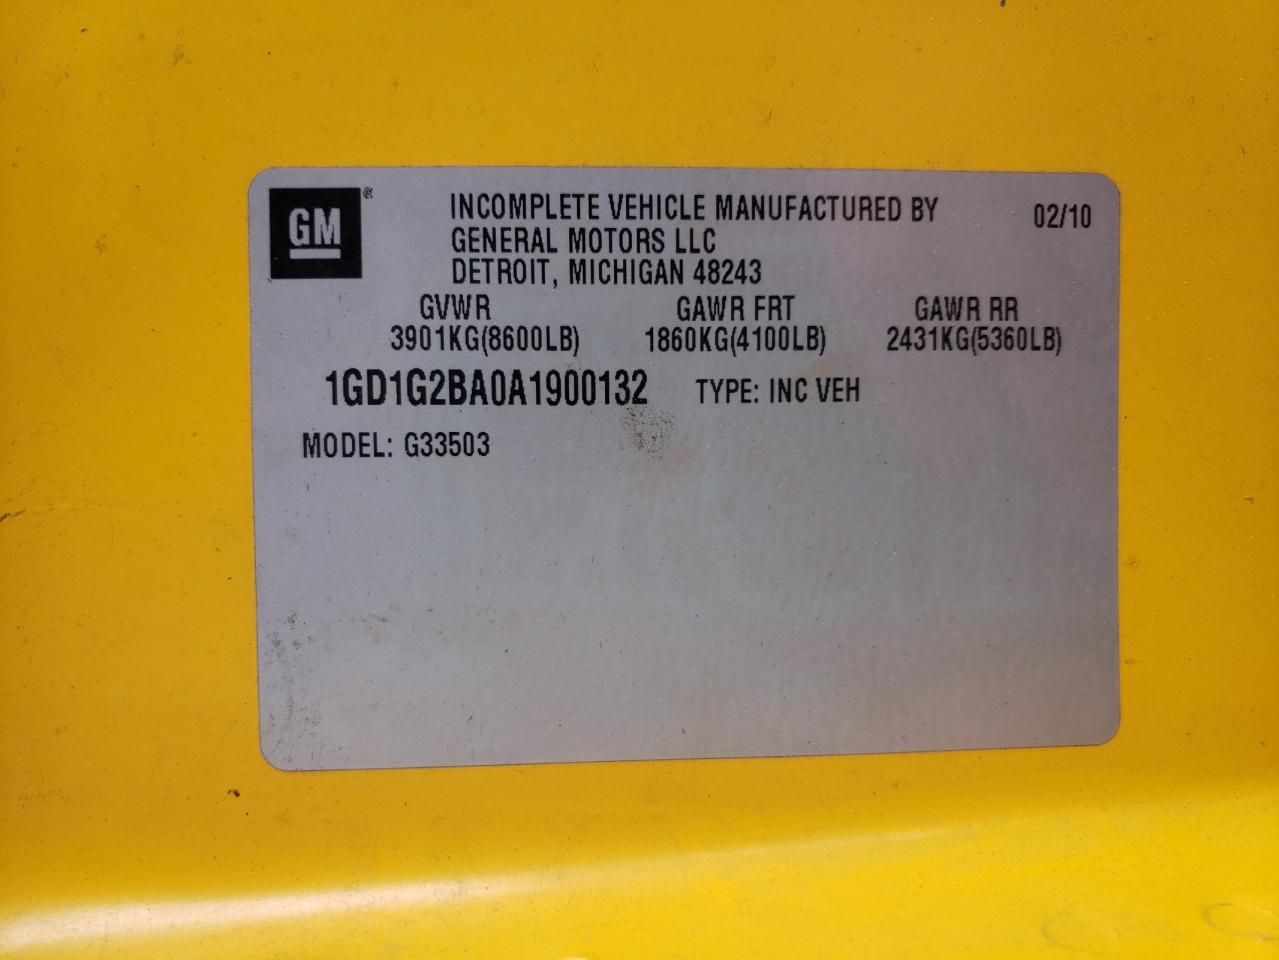 GM ®
INCOMPLETE VEHICLE MANUFACTURED BY 02/10
GENERAL MOTORS LLC
DETROIT, MICHIGAN 48243
GVWR GAWR FRT GAWR RR
3901KG(8600LB) 1860KG(4100LB) 2431KG(5360LB)
1GD1G2BA0A1900132 TYPE: INC VEH
MODEL: G33503